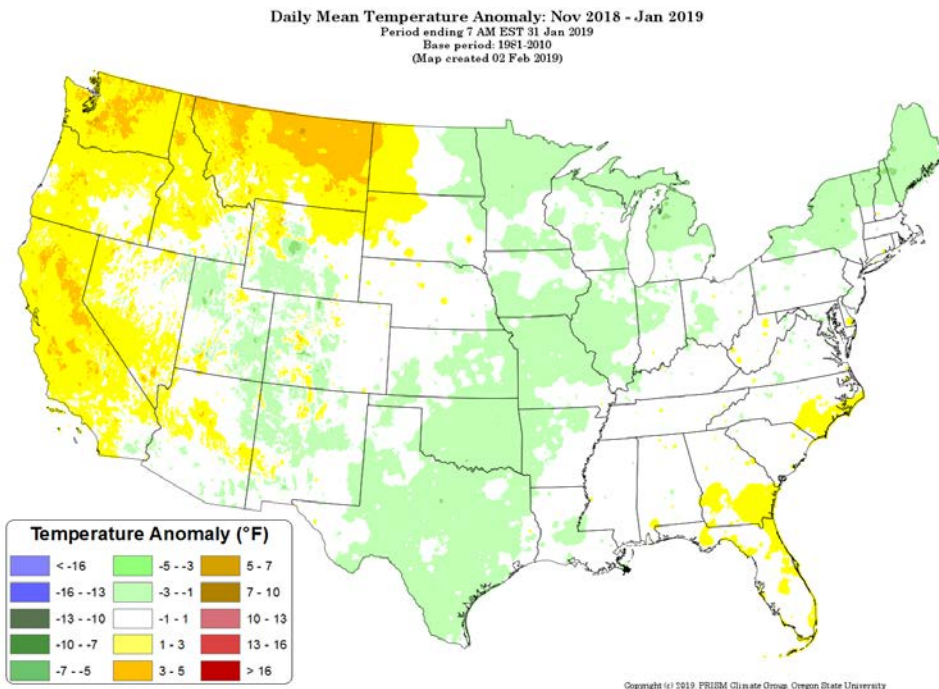 Daily Mean Temperature Anomaly: Nov 2018 - Jan 2019
Period ending 7 AM EST 31 Jan 2019
Base period: 1981-2010
(Map created 02 Feb 2019)
Temperature Anomaly (°F)
< -16 -5 - -3 5 - 7
-16 - -13 -3 - -1 7 - 10
-13 - -10 -1 - 1 10 - 13
-10 - -7 1 - 3 13 - 16
-7 - -5 3 - 5 > 16
Copyright (c) 2019, PRISM Climate Group, Oregon State University